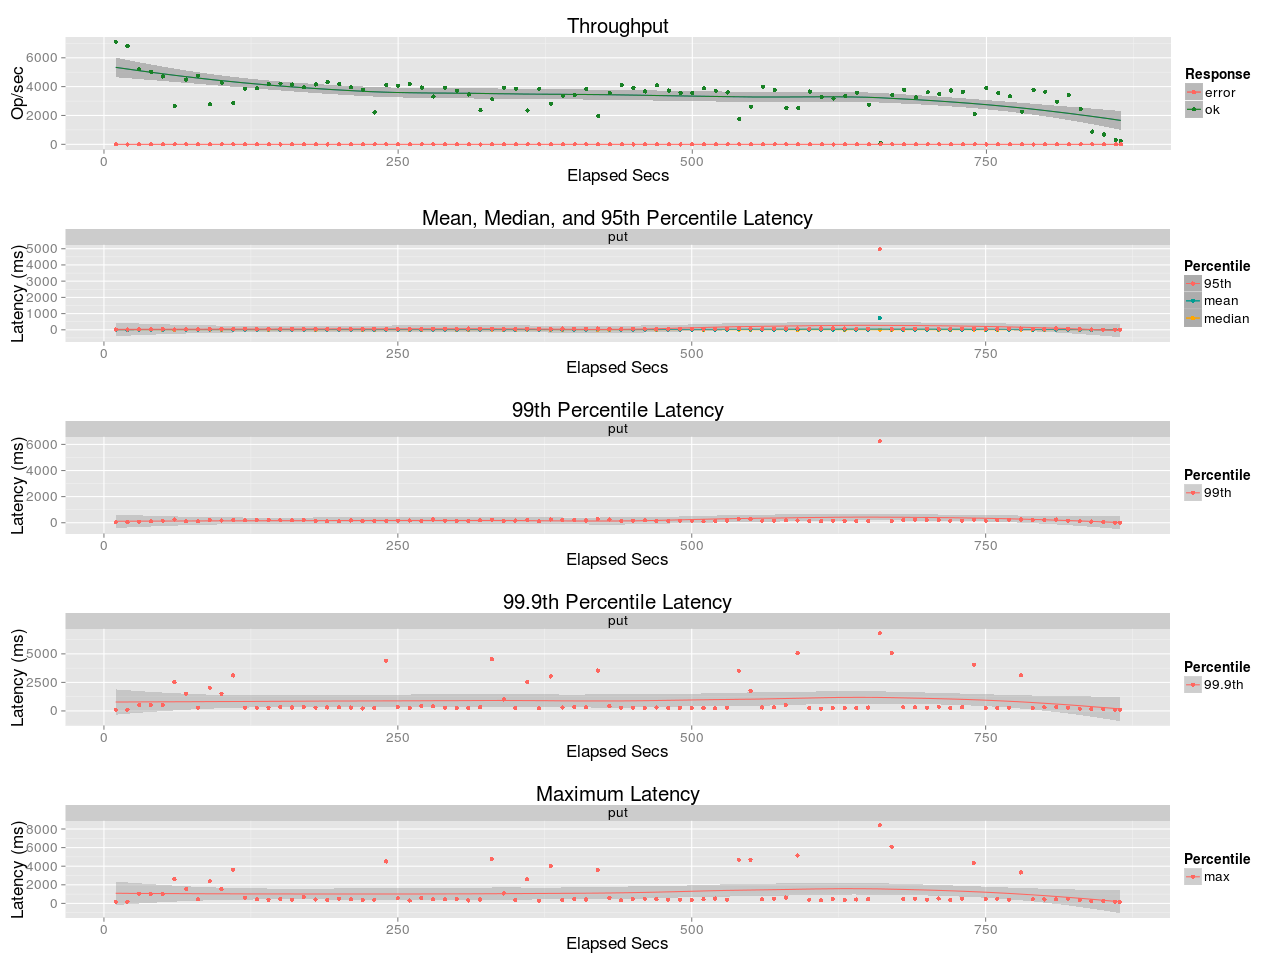 Throughput
Op/sec
6000
4000
2000
0
0 250 500 750
Elapsed Secs
Response
error
ok
Mean, Median, and 95th Percentile Latency
put
Latency (ms)
5000
4000
3000
2000
1000
0
0 250 500 750
Elapsed Secs
Percentile
95th
mean
median
99th Percentile Latency
put
Latency (ms)
6000
4000
2000
0
0 250 500 750
Elapsed Secs
Percentile
99th
99.9th Percentile Latency
put
Latency (ms)
5000
2500
0
0 250 500 750
Elapsed Secs
Percentile
99.9th
Maximum Latency
put
Latency (ms)
8000
6000
4000
2000
0
0 250 500 750
Elapsed Secs
Percentile
max